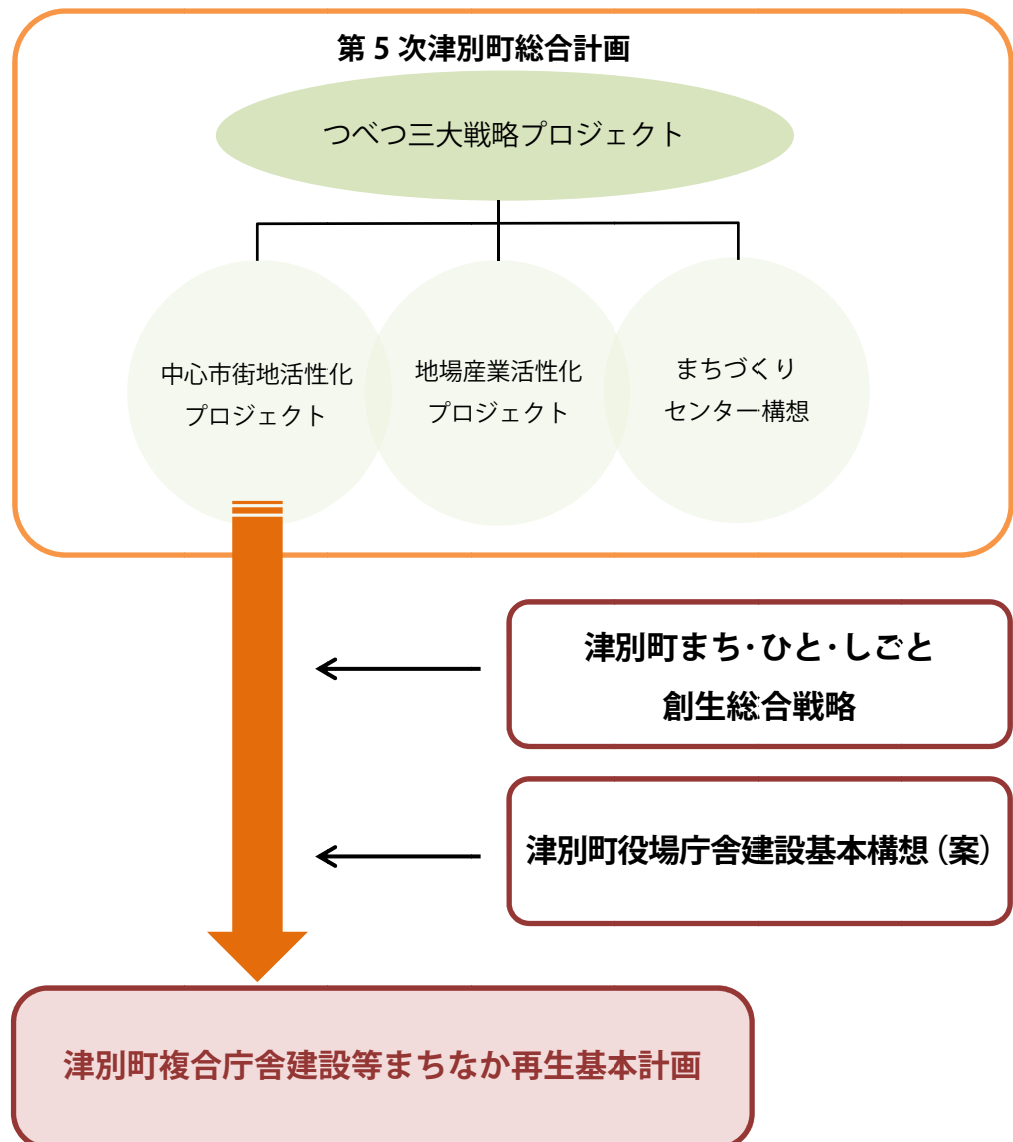 第 5 次津別町総合計画
つべつ三大戦略プロジェクト
中心市街地活性化
プロジェクト
地場産業活性化
プロジェクト
まちづくり
センター構想
津別町まち・ひと・しごと
創生総合戦略
津別町役場庁舎建設基本構想（案）
津別町複合庁舎建設等まちなか再生基本計画